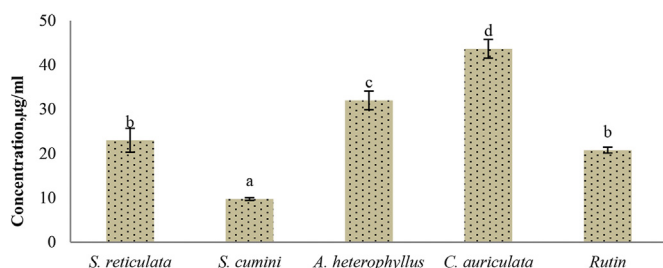 Concentration,µg/ml
50
40
30
20
10
0
b
a
c
d
b
S. reticulata S. cumini A. heterophyllus C. auriculata Rutin